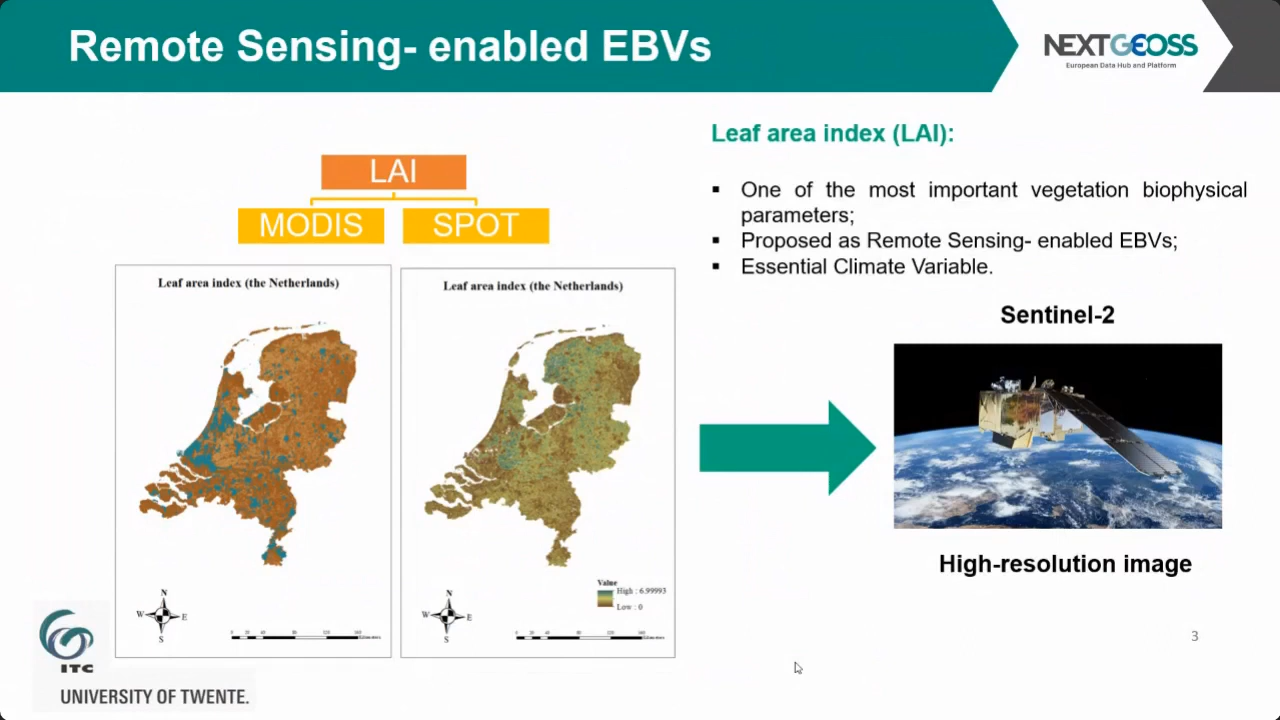 Remote Sensing- enabled EBVs
NEXTGEOSS
European Data Hub and Platform
LAI
MODIS
SPOT
Leaf area index (the Netherlands)
N
W
E
S
Leaf area index (the Netherlands)
Value
High : 6.99993
Low : 0
N
W
E
S
Leaf area index (LAI):
▪ One of the most important vegetation biophysical
parameters;
▪ Proposed as Remote Sensing- enabled EBVs;
▪ Essential Climate Variable.
Sentinel-2
High-resolution image
3
ITC
UNIVERSITY OF TWENTE.